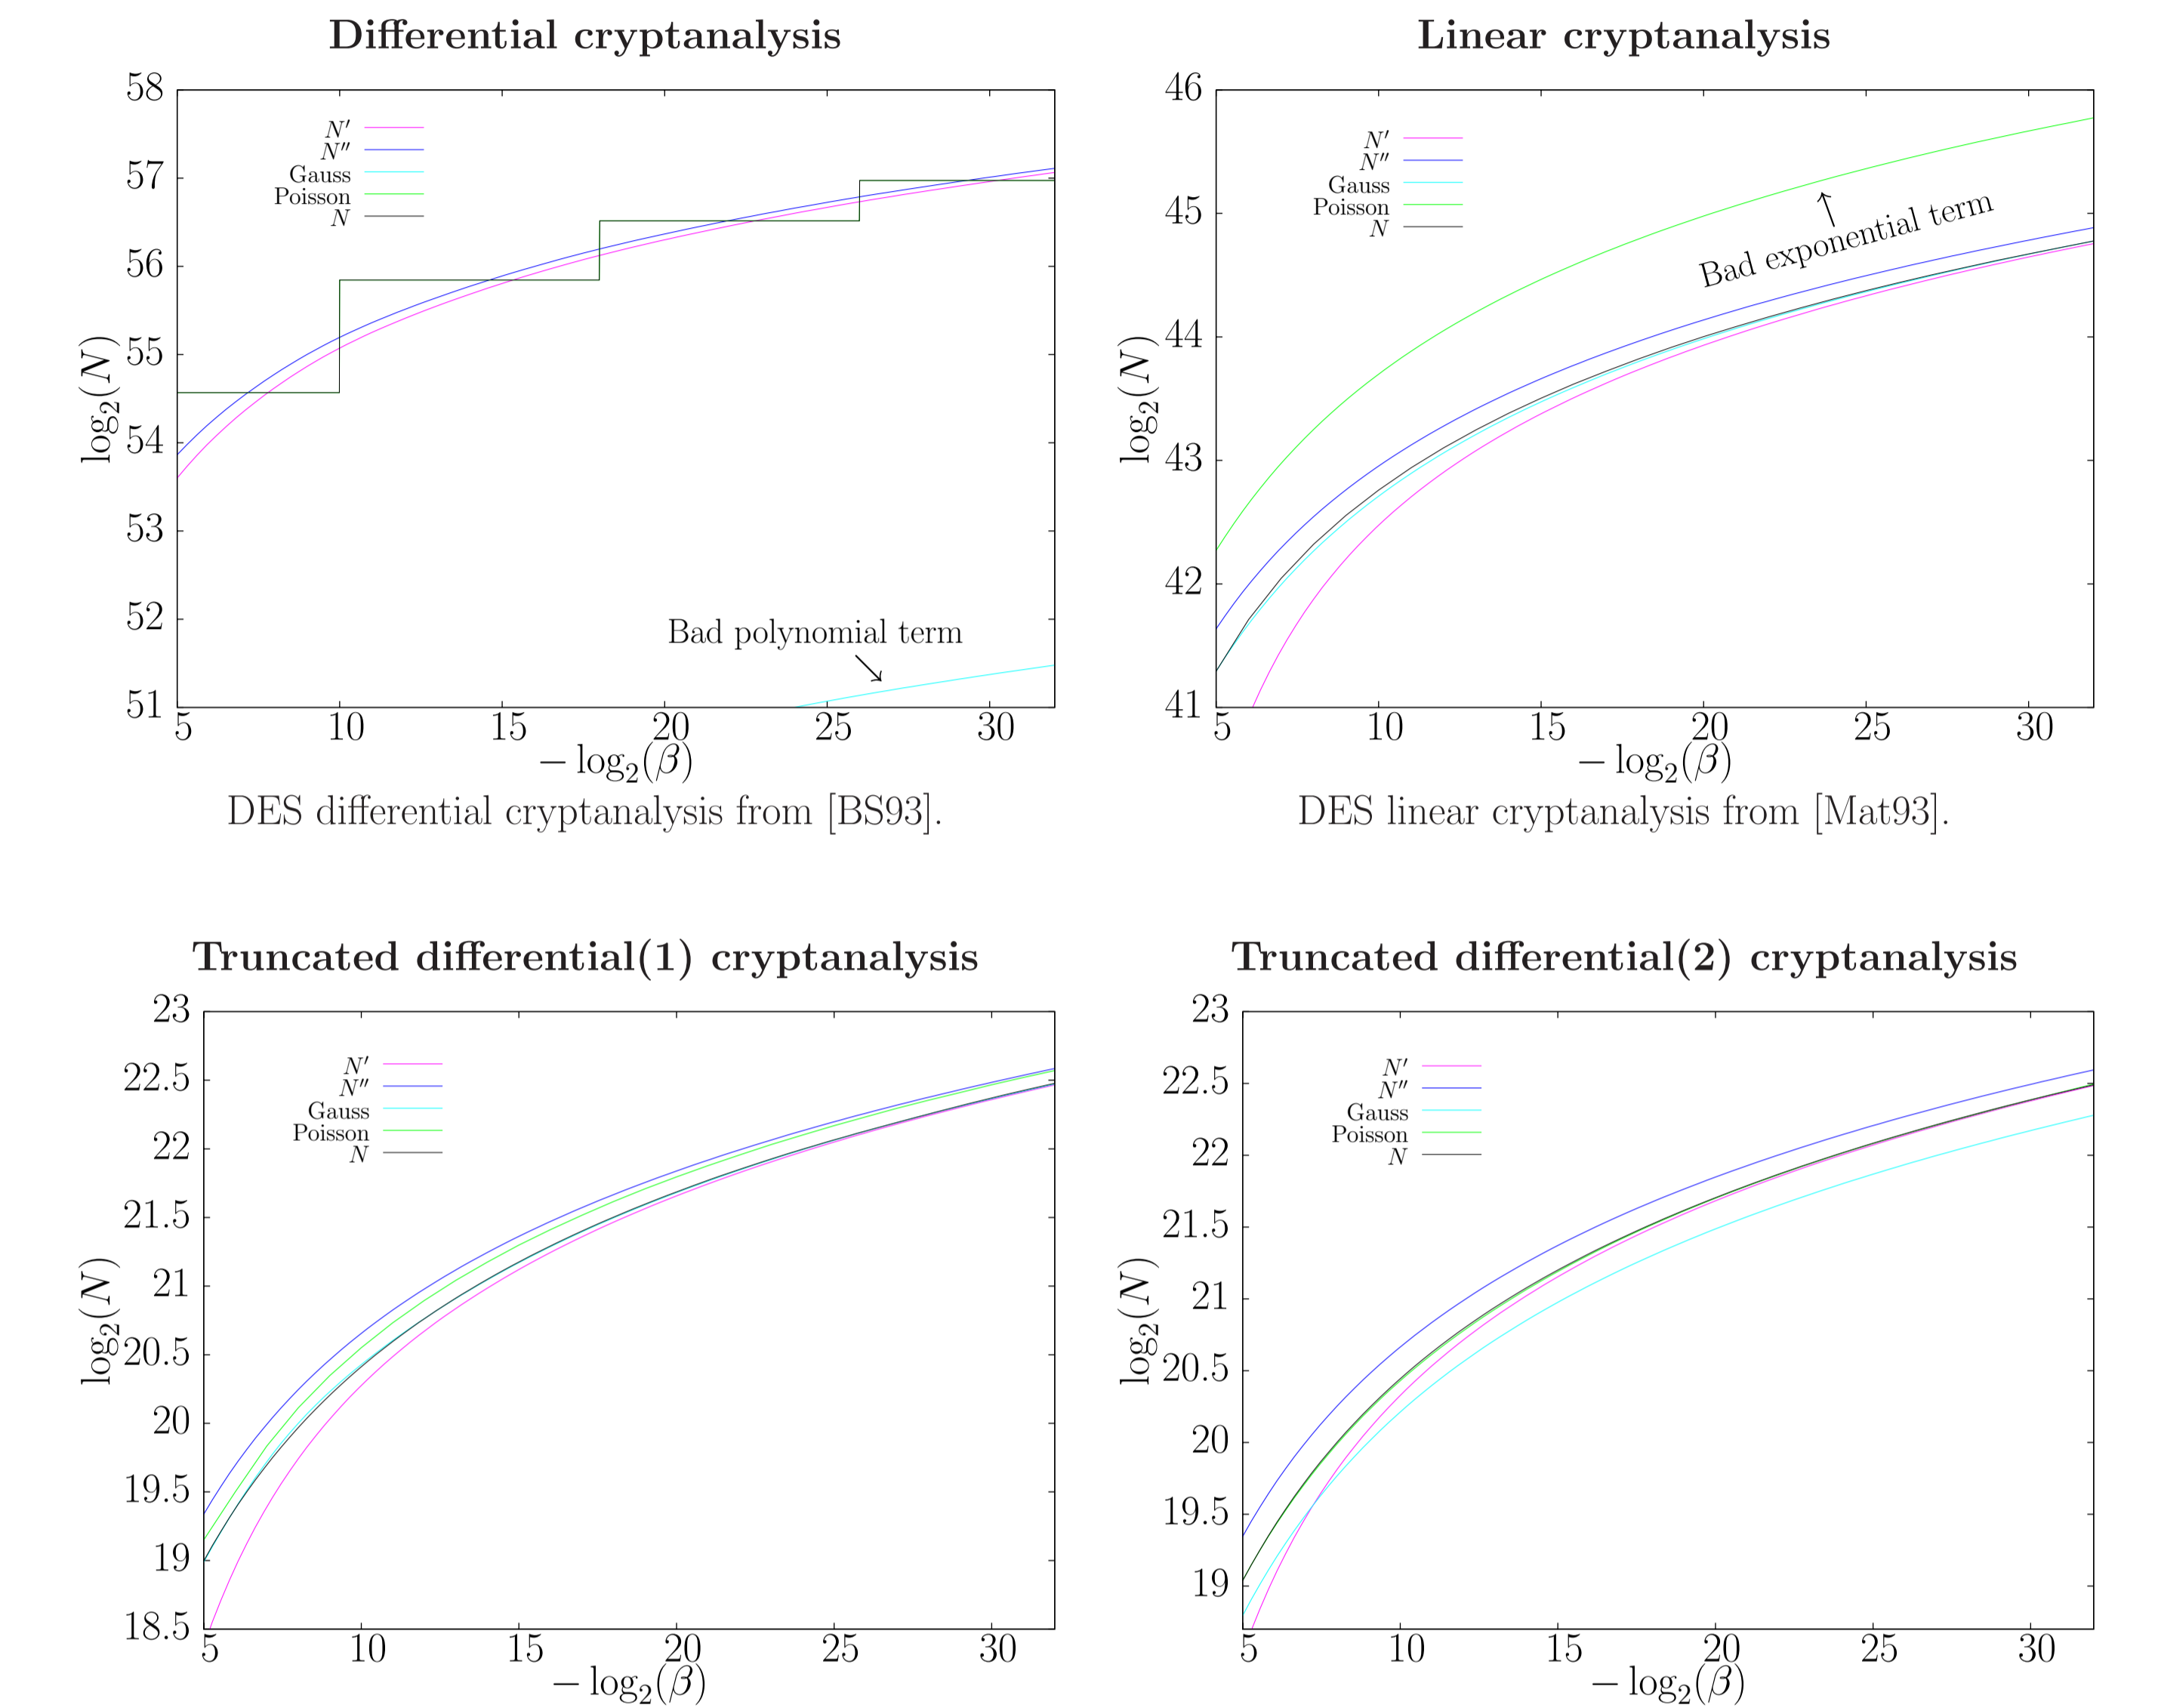 Differential cryptanalysis
58
57
56
55
54
53
52
51
log₂(N)
N′
N″
Gauss
Poisson
N
Bad polynomial term
5 10 15 20 25 30
− log₂(β)
DES differential cryptanalysis from [BS93].
Linear cryptanalysis
46
45
44
43
42
41
log₂(N)
N′
N″
Gauss
Poisson
N
Bad exponential term
5 10 15 20 25 30
− log₂(β)
DES linear cryptanalysis from [Mat93].
Truncated differential(1) cryptanalysis
23
22.5
22
21.5
21
20.5
20
19.5
19
18.5
log₂(N)
N′
N″
Gauss
Poisson
N
5 10 15 20 25 30
− log₂(β)
Truncated differential(2) cryptanalysis
23
22.5
22
21.5
21
20.5
20
19.5
19
log₂(N)
N′
N″
Gauss
Poisson
N
5 10 15 20 25 30
− log₂(β)